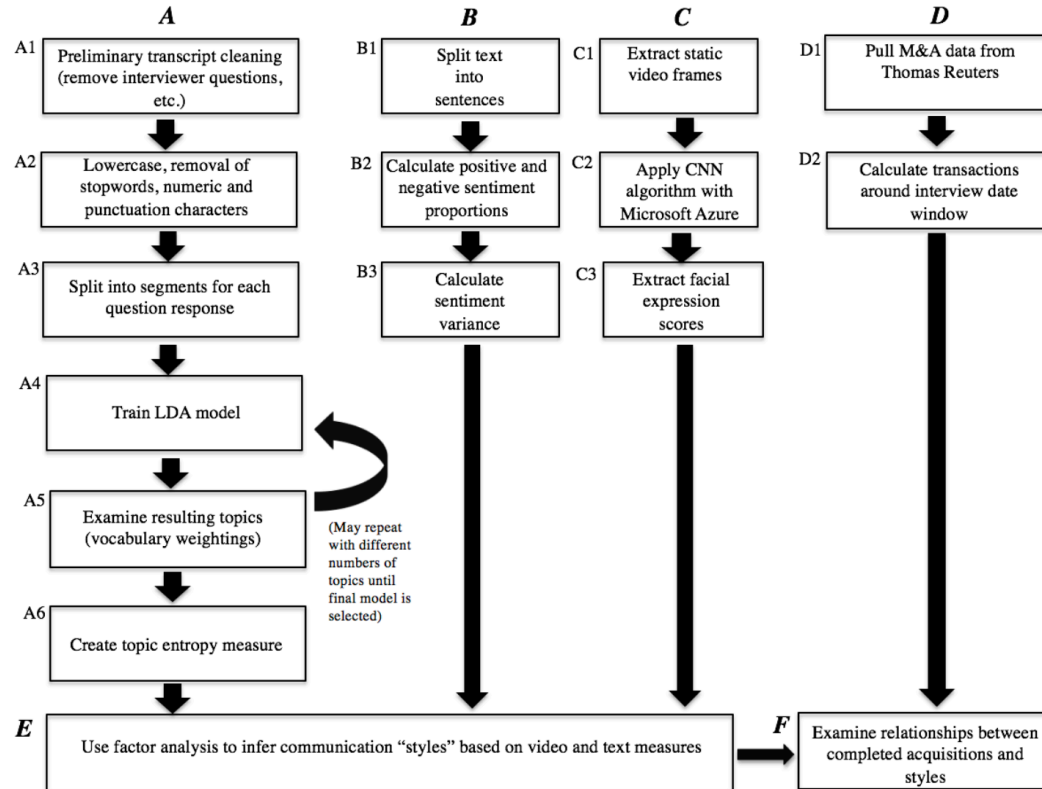 A
A1
Preliminary transcript cleaning
(remove interviewer questions,
etc.)
A2
Lowercase, removal of
stopwords, numeric and
punctuation characters
A3
Split into segments for each
question response
A4
Train LDA model
A5
Examine resulting topics
(vocabulary weightings)
(May repeat
with different
numbers of
topics until
final model is
selected)
A6
Create topic entropy measure
B
B1
Split text
into
sentences
B2
Calculate positive and
negative sentiment
proportions
B3
Calculate
sentiment
variance
C
C1
Extract static
video frames
C2
Apply CNN
algorithm with
Microsoft Azure
C3
Extract facial
expression
scores
D
D1
Pull M&A data from
Thomas Reuters
D2
Calculate transactions
around interview date
window
E
Use factor analysis to infer communication “styles” based on video and text measures
F
Examine relationships between
completed acquisitions and
styles